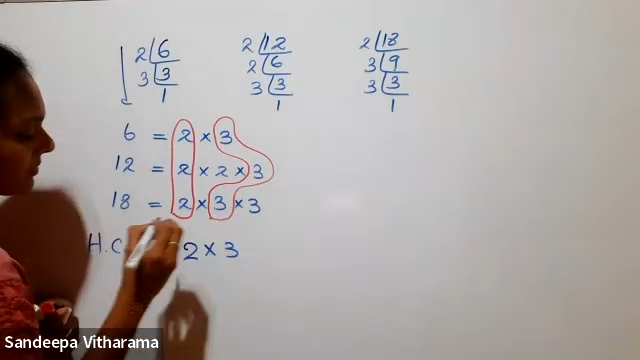 2 6 2 12 2 18
3 3 2 6 3 9
1 3 3 3 3
1 1
6 = 2 × 3
12 = 2 × 2 × 3
18 = 2 × 3 × 3
H.C 2 × 3
Sandeepa Vitharama